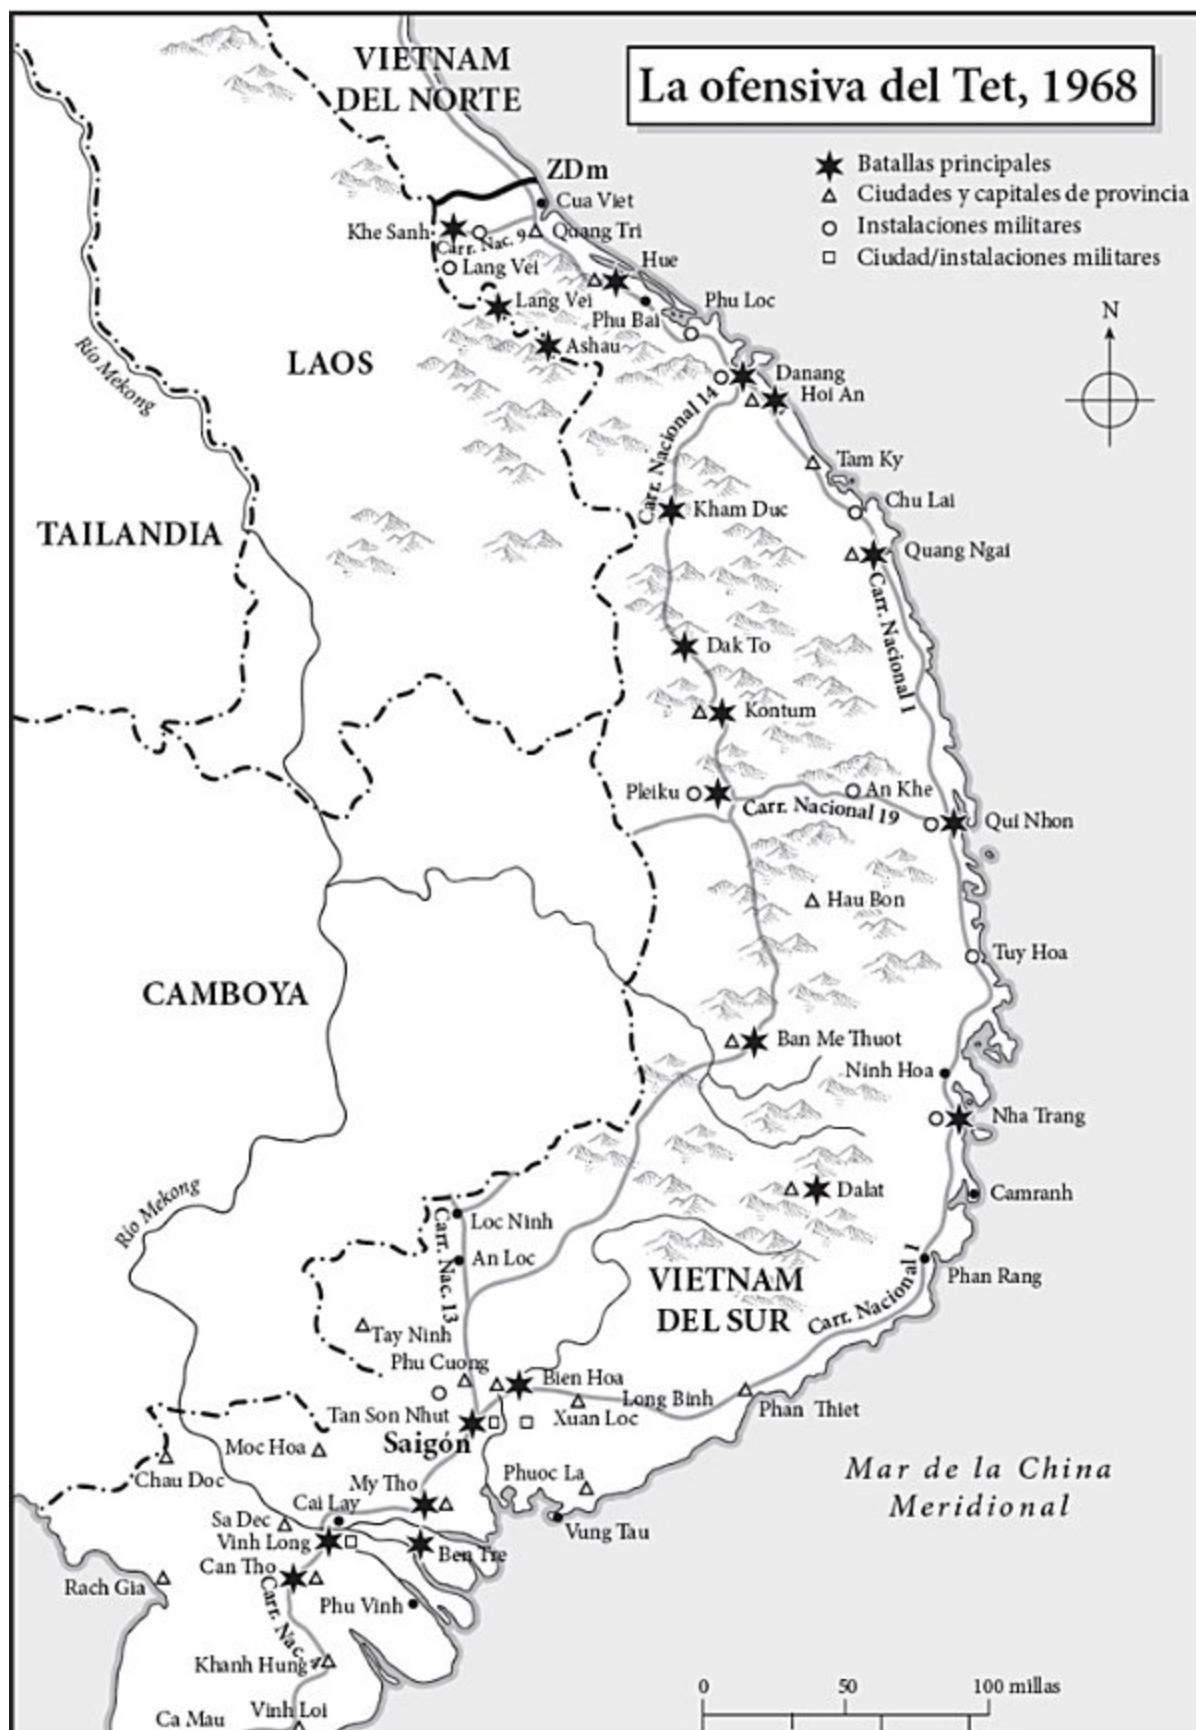 VIETNAM
DEL NORTE
La ofensiva del Tet, 1968
Batallas principales
Ciudades y capitales de provincia
Instalaciones militares
Ciudad/instalaciones militares
ZDm
Cua Viet
Khe Sanh
Carr. Nac. 9
Quang Tri
Lang Vei
Hue
Lang Vei
Phu Bai
Phu Loc
Ashau
N
Río Mekong
LAOS
Danang
Hoi An
Carr. Nacional 14
Tam Ky
Chu Lai
Kham Duc
TAILANDIA
Quang Ngai
Carr. Nacional 1
Dak To
Kontum
Pleiku
An Khe
Carr. Nacional 19
Qui Nhon
Hau Bon
Tuy Hoa
CAMBOYA
Ban Me Thuot
Ninh Hoa
Nha Trang
Dalat
Camranh
Río Mekong
Loc Ninh
Carr. Nac. 13
An Loc
VIETNAM
DEL SUR
Phan Rang
Carr. Nacional 1
Tay Ninh
Phu Cuong
Bien Hoa
Long Binh
Tan Son Nhut
Xuan Loc
Phan Thiet
Saigón
Moc Hoa
Chau Doc
Mar de la China
Meridional
My Tho
Phuoc La
Cai Lay
Sa Dec
Vung Tau
Vinh Long
Ben Tre
Can Tho
Rach Gia
Carr. Nac. 4
Phu Vinh
Khanh Hung
Vinh Loi
Ca Mau
0 50 100 millas